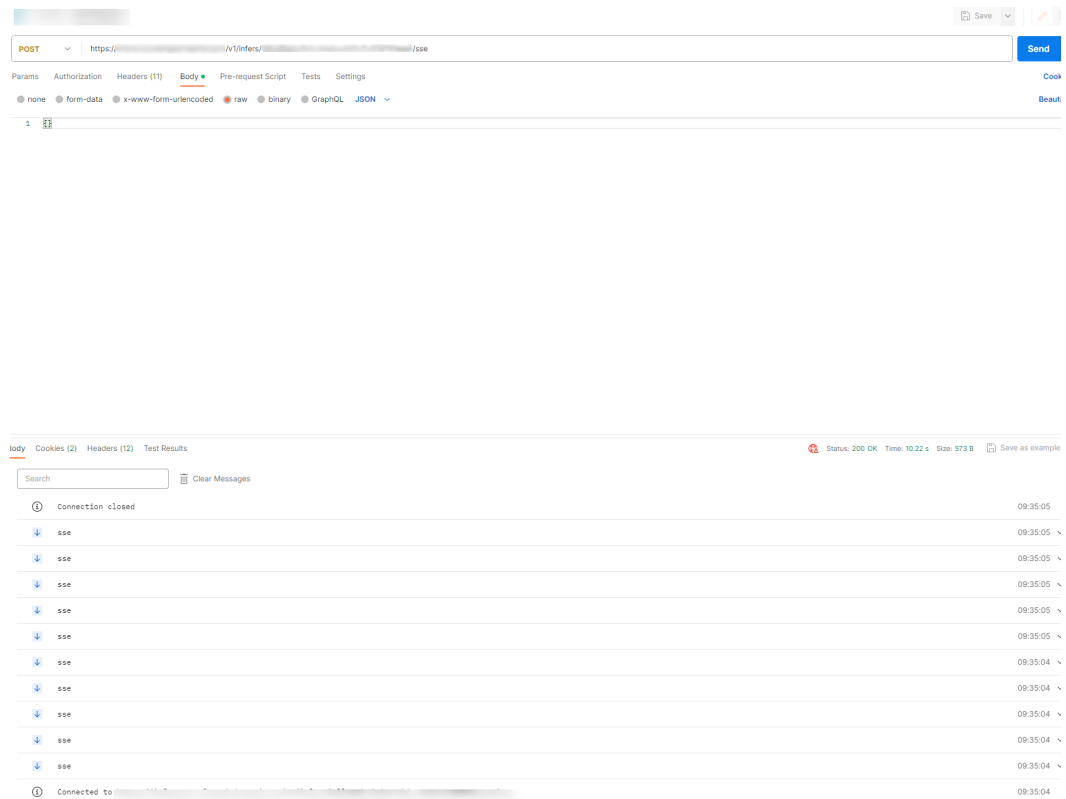 Save
POST https:/ /v1/infers/ /sse Send
Params Authorization Headers (11) Body Pre-request Script Tests Settings Cook
none form-data x-www-form-urlencoded raw binary GraphQL JSON Beauti
1 {}
Body Cookies (2) Headers (12) Test Results Status: 200 OK Time: 10.22 s Size: 573 B Save as example
Search Clear Messages
Connection closed 09:35:05
sse 09:35:05
sse 09:35:05
sse 09:35:05
sse 09:35:05
sse 09:35:05
sse 09:35:04
sse 09:35:04
sse 09:35:04
sse 09:35:04
sse 09:35:04
Connected to 09:35:04